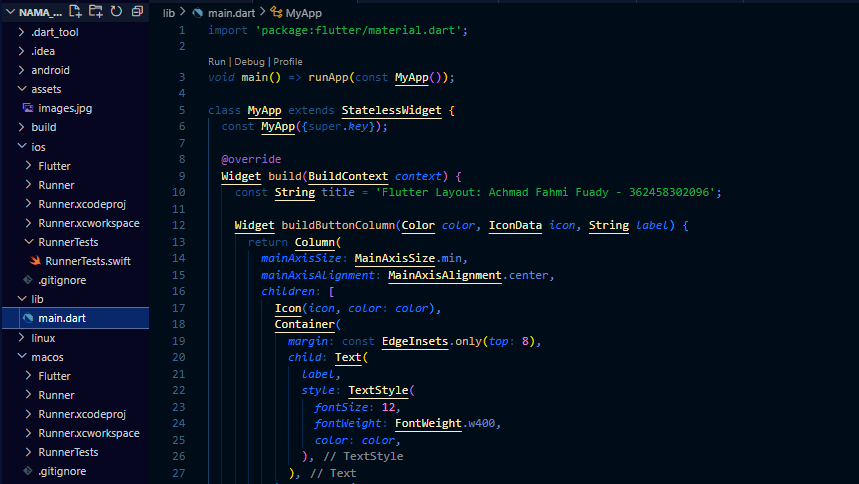 NAMA_...
.dart_tool
.idea
android
assets
images.jpg
build
ios
Flutter
Runner
Runner.xcodeproj
Runner.xcworkspace
RunnerTests
RunnerTests.swift
.gitignore
lib
main.dart
linux
macos
Flutter
Runner
Runner.xcodeproj
Runner.xcworkspace
RunnerTests
.gitignore
lib > main.dart > MyApp
1 import 'package:flutter/material.dart';
2
Run | Debug | Profile
3 void main() => runApp(const MyApp());
4
5 class MyApp extends StatelessWidget {
6 const MyApp({super.key});
7
8 @override
9 Widget build(BuildContext context) {
10 const String title = 'Flutter Layout: Achmad Fahmi Fuady - 362458302096';
11
12 Widget buildButtonColumn(Color color, IconData icon, String label) {
13 return Column(
14 mainAxisSize: MainAxisSize.min,
15 mainAxisAlignment: MainAxisAlignment.center,
16 children: [
17 Icon(icon, color: color),
18 Container(
19 margin: const EdgeInsets.only(top: 8),
20 child: Text(
21 label,
22 style: TextStyle(
23 fontSize: 12,
24 fontWeight: FontWeight.w400,
25 color: color,
26 ), // TextStyle
27 ), // Text